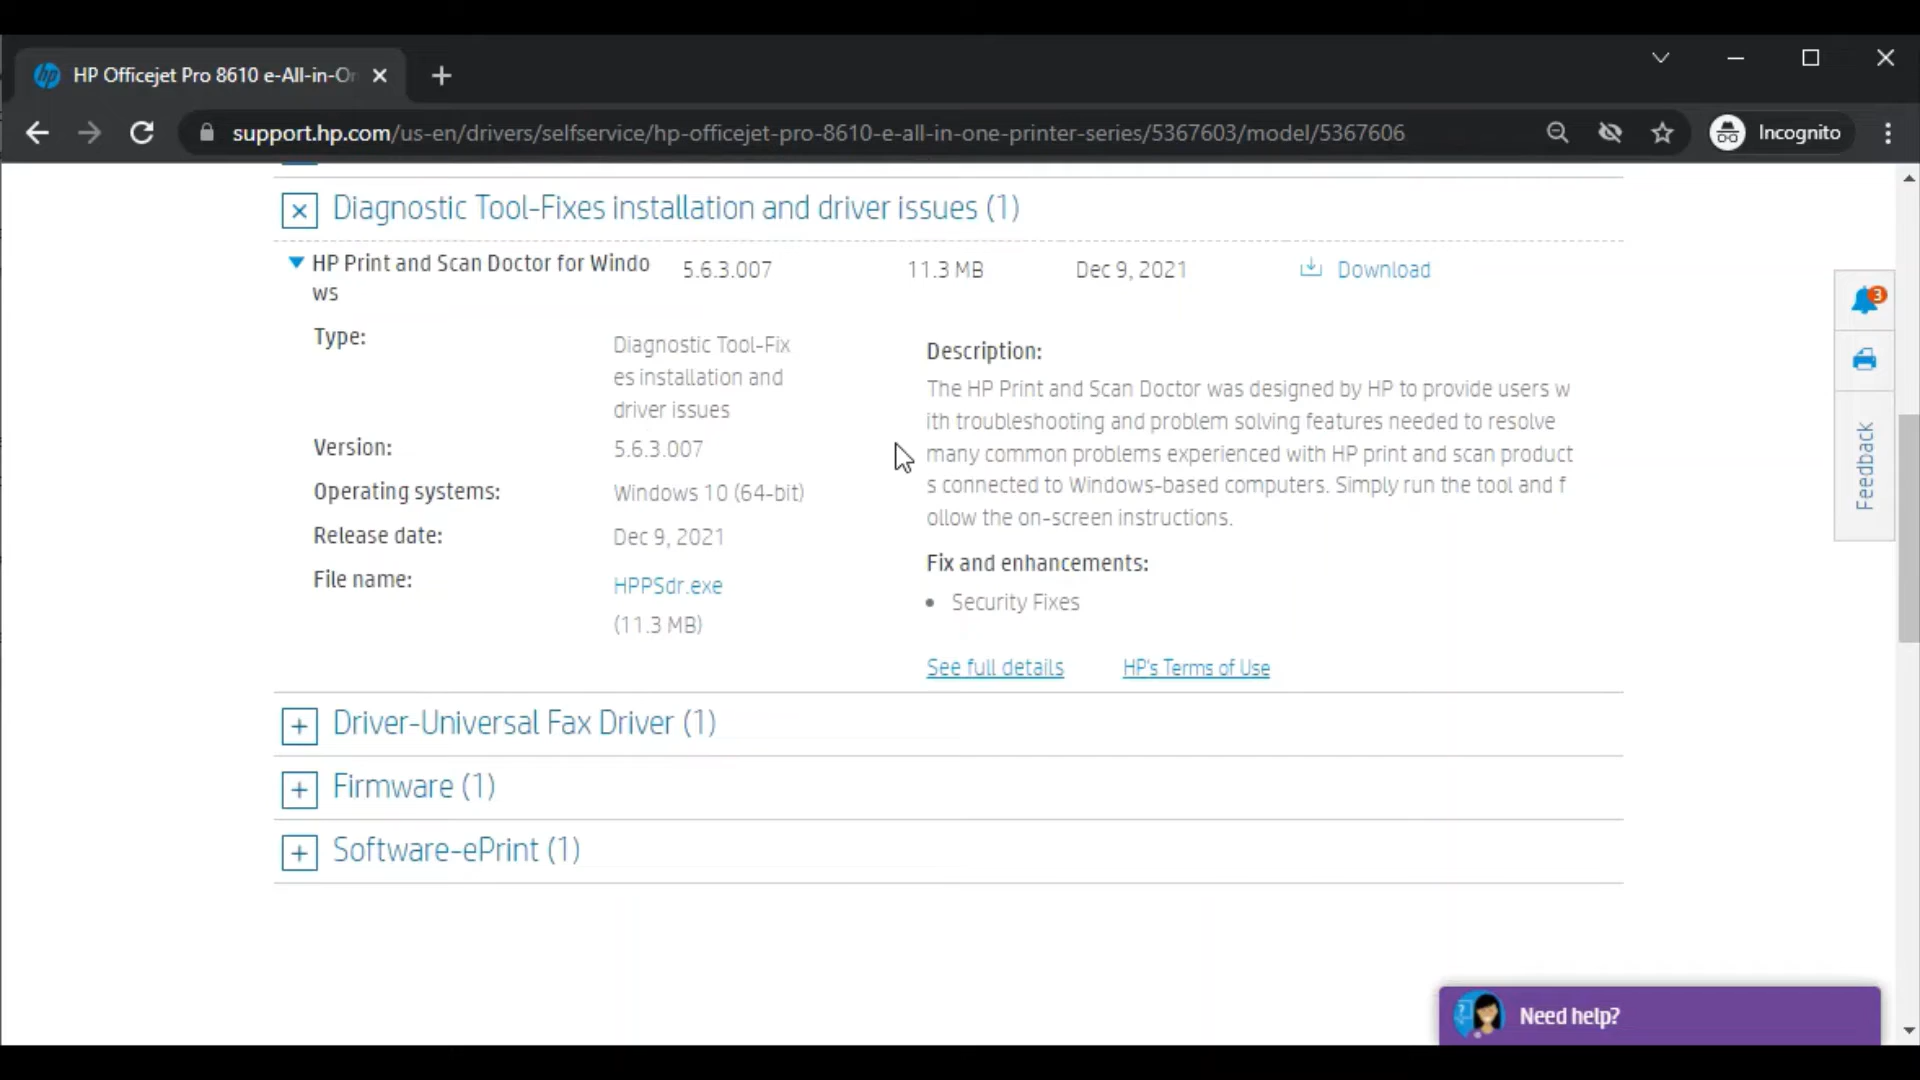 HP Officejet Pro 8610 e-All-in-On
support.hp.com/us-en/drivers/selfservice/hp-officejet-pro-8610-e-all-in-one-printer-series/5367603/model/5367606
Incognito
Diagnostic Tool-Fixes installation and driver issues (1)
HP Print and Scan Doctor for Windo
ws
5.6.3.007
11.3 MB
Dec 9, 2021
Download
Type:
Diagnostic Tool-Fix
es installation and
driver issues
Version:
5.6.3.007
Operating systems:
Windows 10 (64-bit)
Release date:
Dec 9, 2021
File name:
HPPSdr.exe
(11.3 MB)
Description:
The HP Print and Scan Doctor was designed by HP to provide users w
ith troubleshooting and problem solving features needed to resolve
many common problems experienced with HP print and scan product
s connected to Windows-based computers. Simply run the tool and f
ollow the on-screen instructions.
Fix and enhancements:
• Security Fixes
See full details
HP's Terms of Use
Driver-Universal Fax Driver (1)
Firmware (1)
Software-ePrint (1)
3
Feedback
Need help?